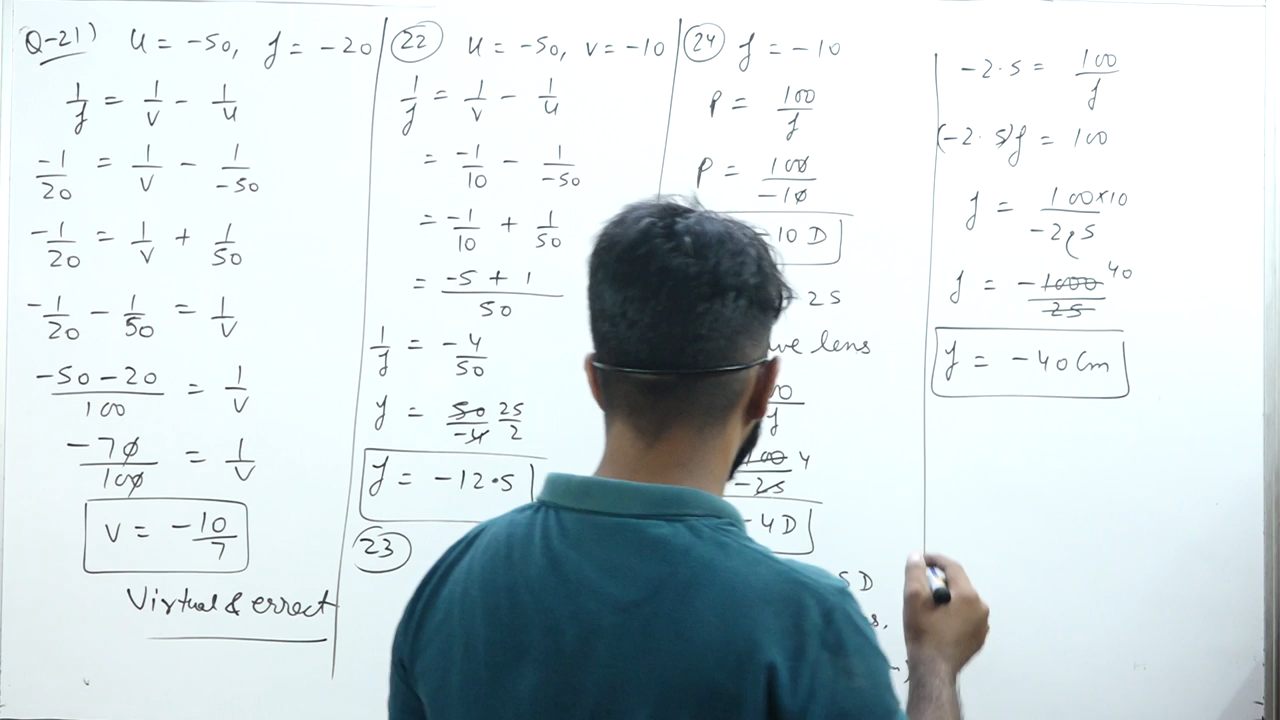 Q-21) u = -50, f = -20
1/f = 1/v - 1/u
-1/20 = 1/v - 1/-50
-1/20 = 1/v + 1/50
-1/20 - 1/50 = 1/v
-50-20/100 = 1/v
-70/100 = 1/v
v = -10/7
Virtual & errect
22 u = -50, v = -10
1/f = 1/v - 1/u
= -1/10 - 1/-50
= -1/10 + 1/50
= -5+1/50
1/f = -4/50
f = 50/-4 25/2
f = -12.5
23
24 f = -10
P = 100/f
P = 100/-10
-10 D
25
lens
f
100/-25 4
-4D
5D
-2.5 = 100/f
(-2.5)f = 100
f = 100×10/-25
f = -1000/25 40
f = -40 Cm